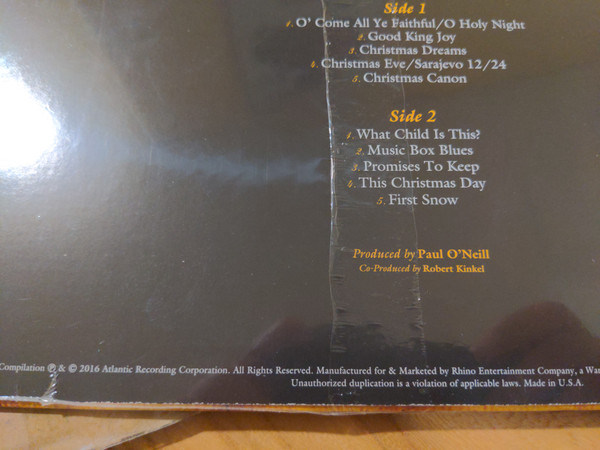 Side 1
1. O' Come All Ye Faithful/O Holy Night
2. Good King Joy
3. Christmas Dreams
4. Christmas Eve/Sarajevo 12/24
5. Christmas Canon
Side 2
1. What Child Is This?
2. Music Box Blues
3. Promises To Keep
4. This Christmas Day
5. First Snow
Produced by Paul O'Neill
Co-Produced by Robert Kinkel
Compilation ℗ & © 2016 Atlantic Recording Corporation. All Rights Reserved. Manufactured for & Marketed by Rhino Entertainment Company, a
Unauthorized duplication is a violation of applicable laws. Made in U.S.A.